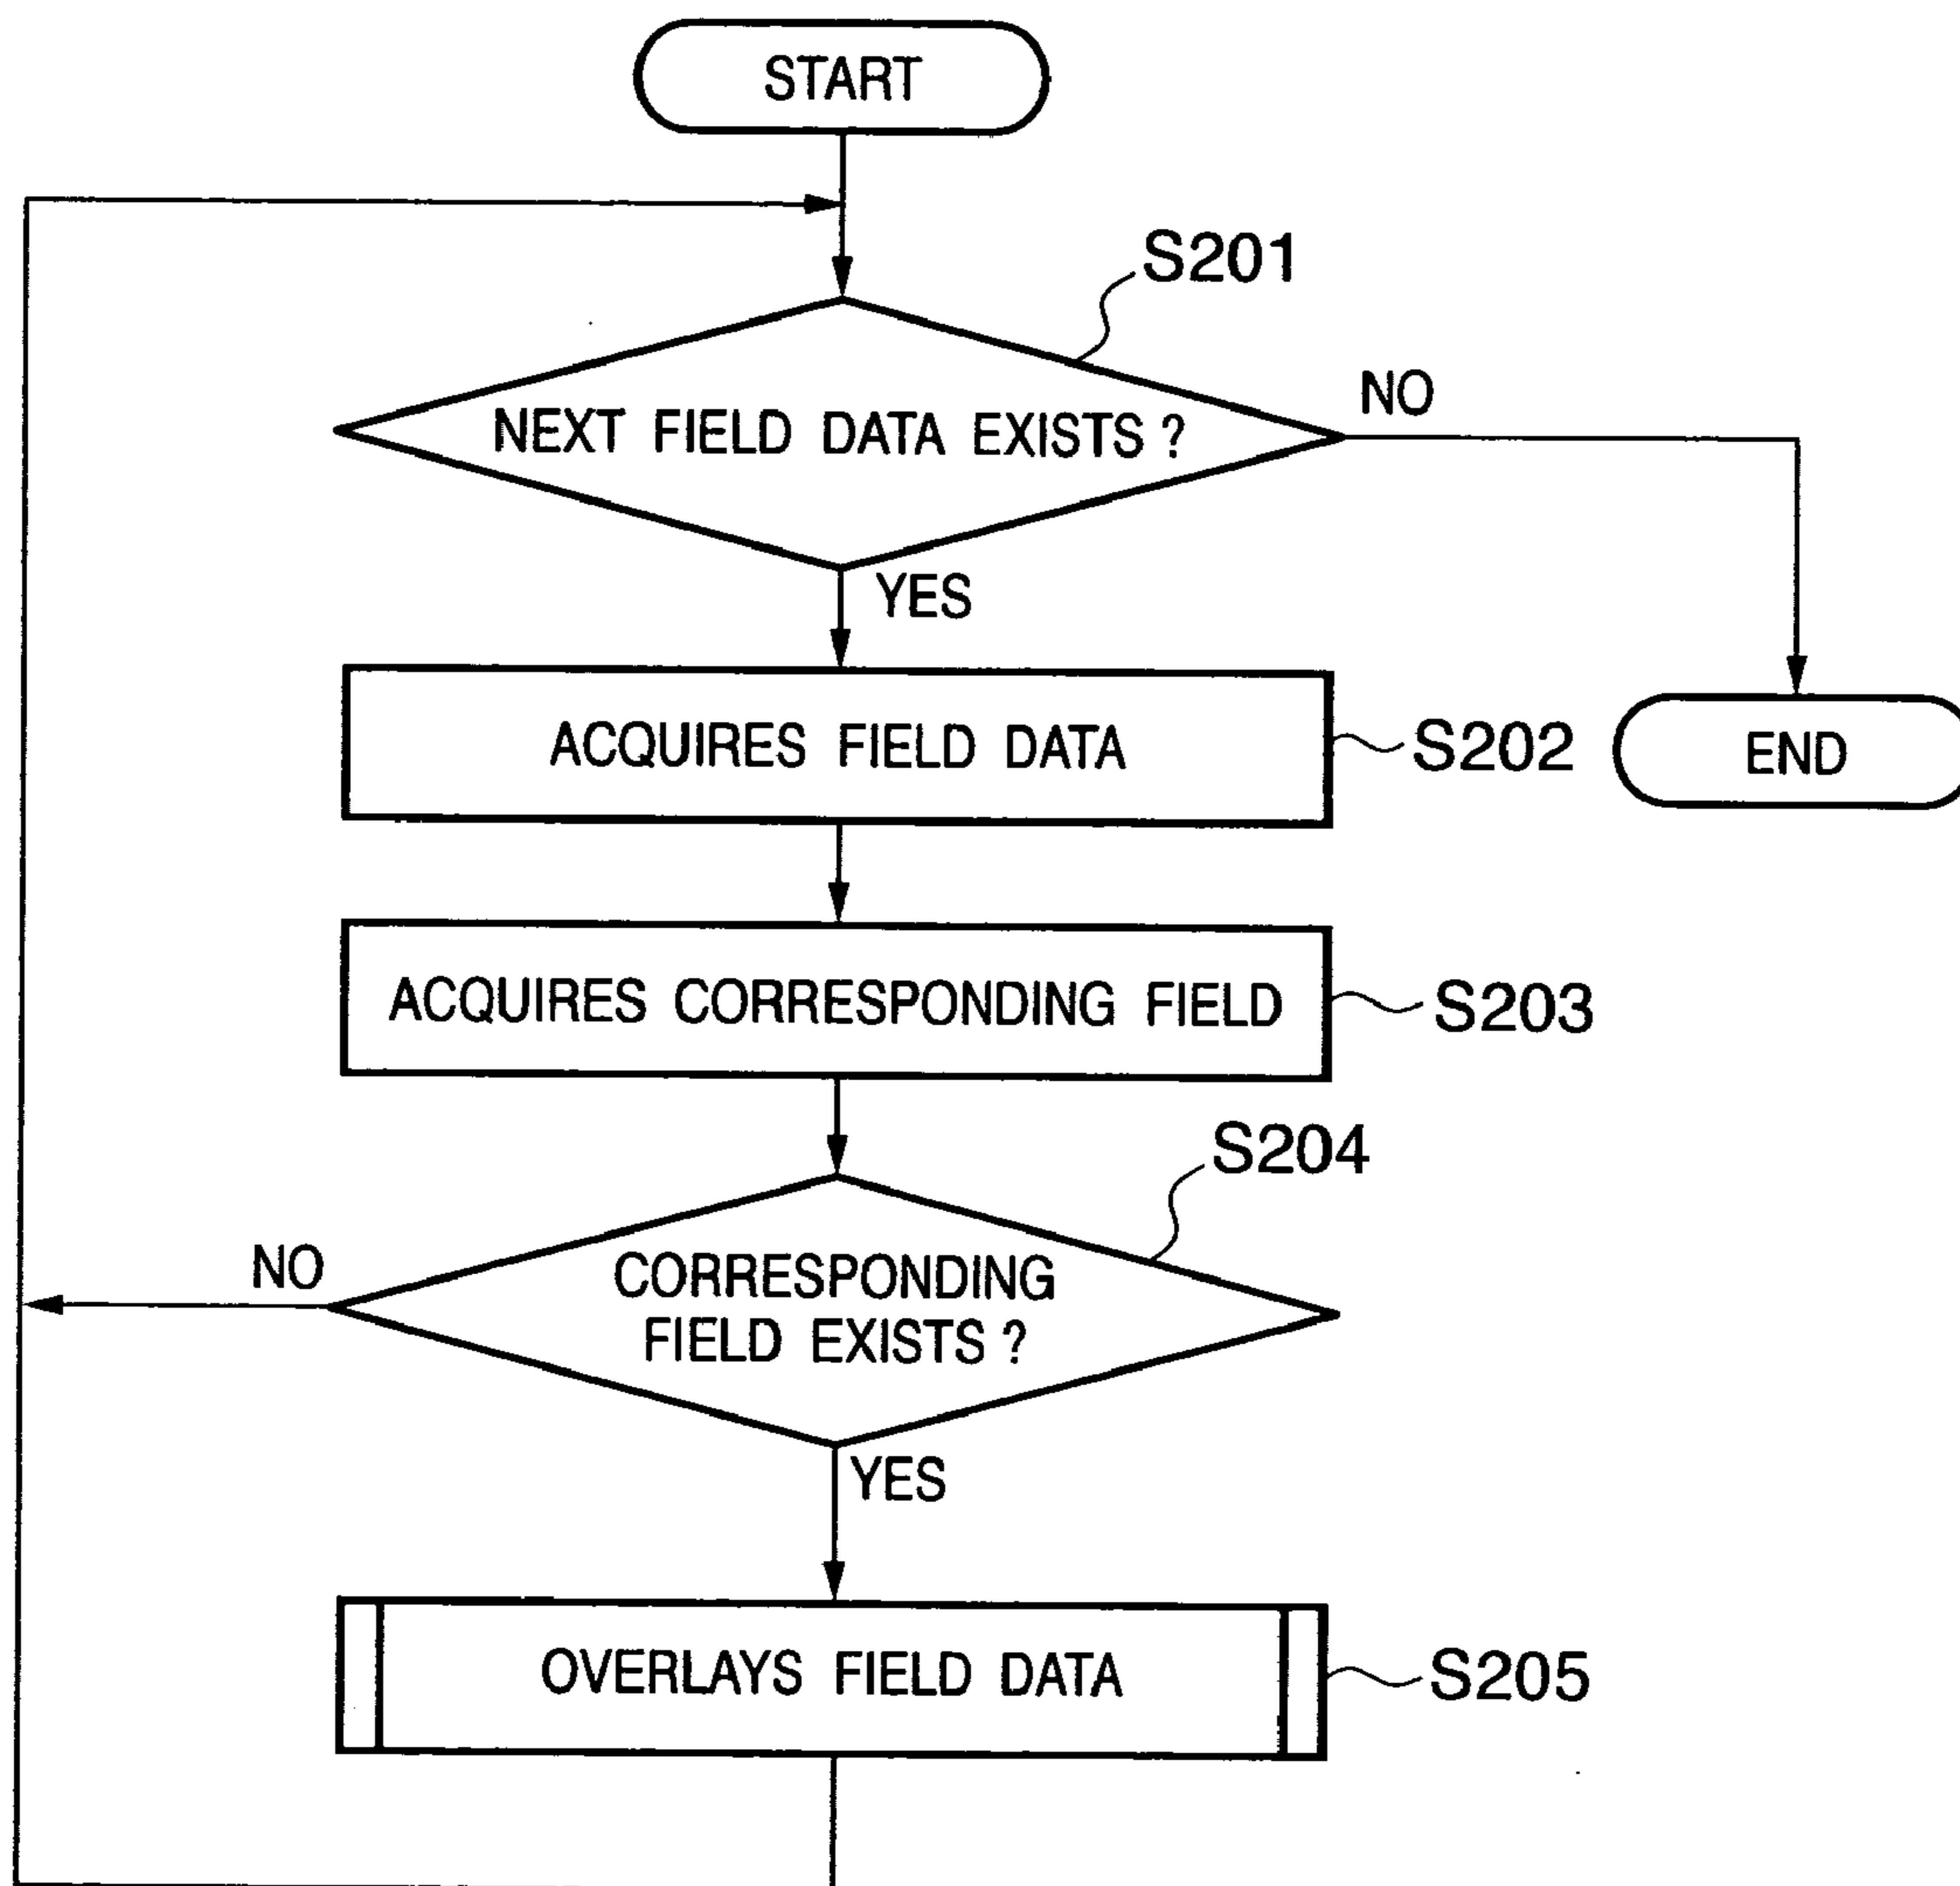 START
S201
NEXT FIELD DATA EXISTS ?
NO
YES
ACQUIRES FIELD DATA
S202
END
ACQUIRES CORRESPONDING FIELD
S203
S204
NO
CORRESPONDING
FIELD EXISTS ?
YES
OVERLAYS FIELD DATA
S205